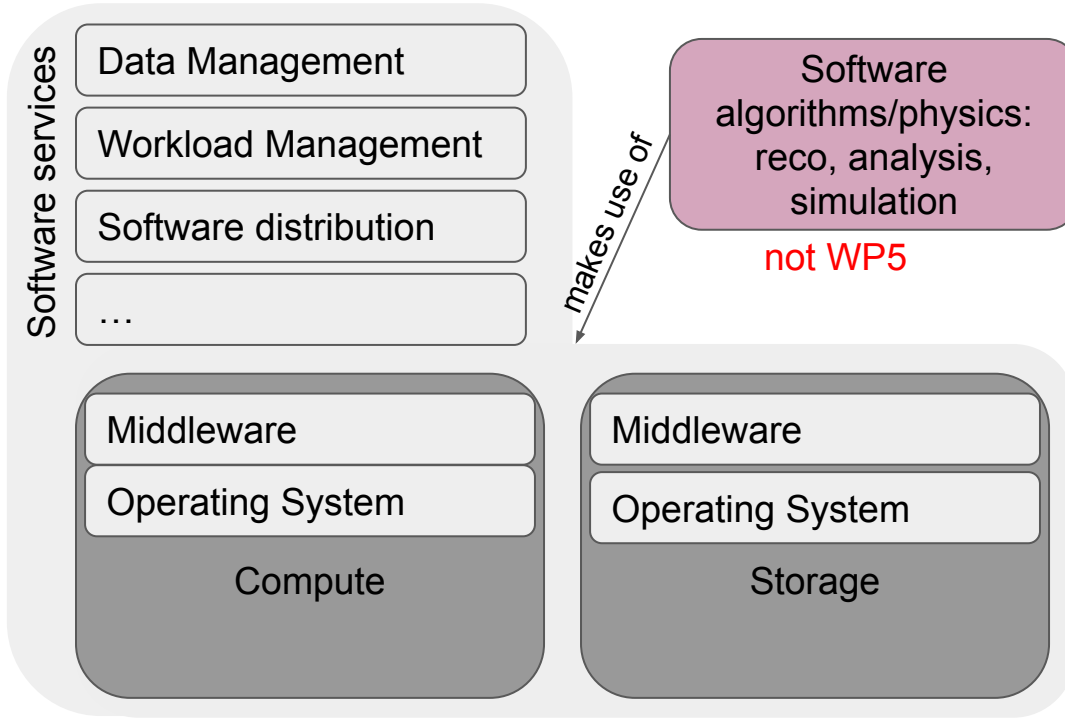 Software services
Data Management
Workload Management
Software distribution
…
makes use of
Software
algorithms/physics:
reco, analysis,
simulation
not WP5
Middleware
Operating System
Compute
Middleware
Operating System
Storage